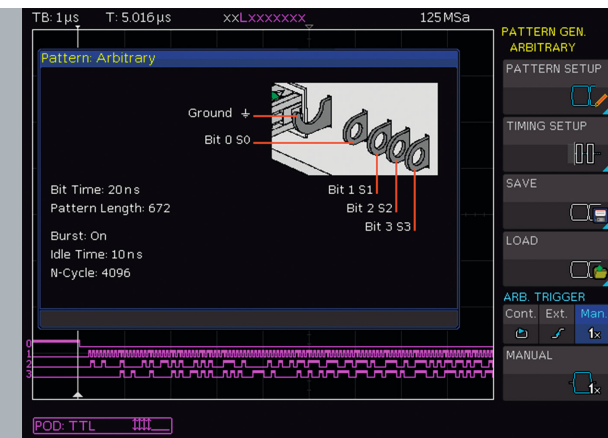 TB: 1 µs T: 5.016 µs xxLxxxxxxx 125 MSa
PATTERN GEN.
ARBITRARY
Pattern: Arbitrary
PATTERN SETUP
Ground
Bit 0 S0
TIMING SETUP
Bit Time: 20 ns
Pattern Length: 672
Bit 1 S1
Bit 2 S2
Bit 3 S3
SAVE
Burst: On
Idle Time: 10 ns
N-Cycle: 4096
LOAD
ARB. TRIGGER
Cont. Ext. Man.
1x
0
1
2
3
MANUAL
1x
POD: TTL